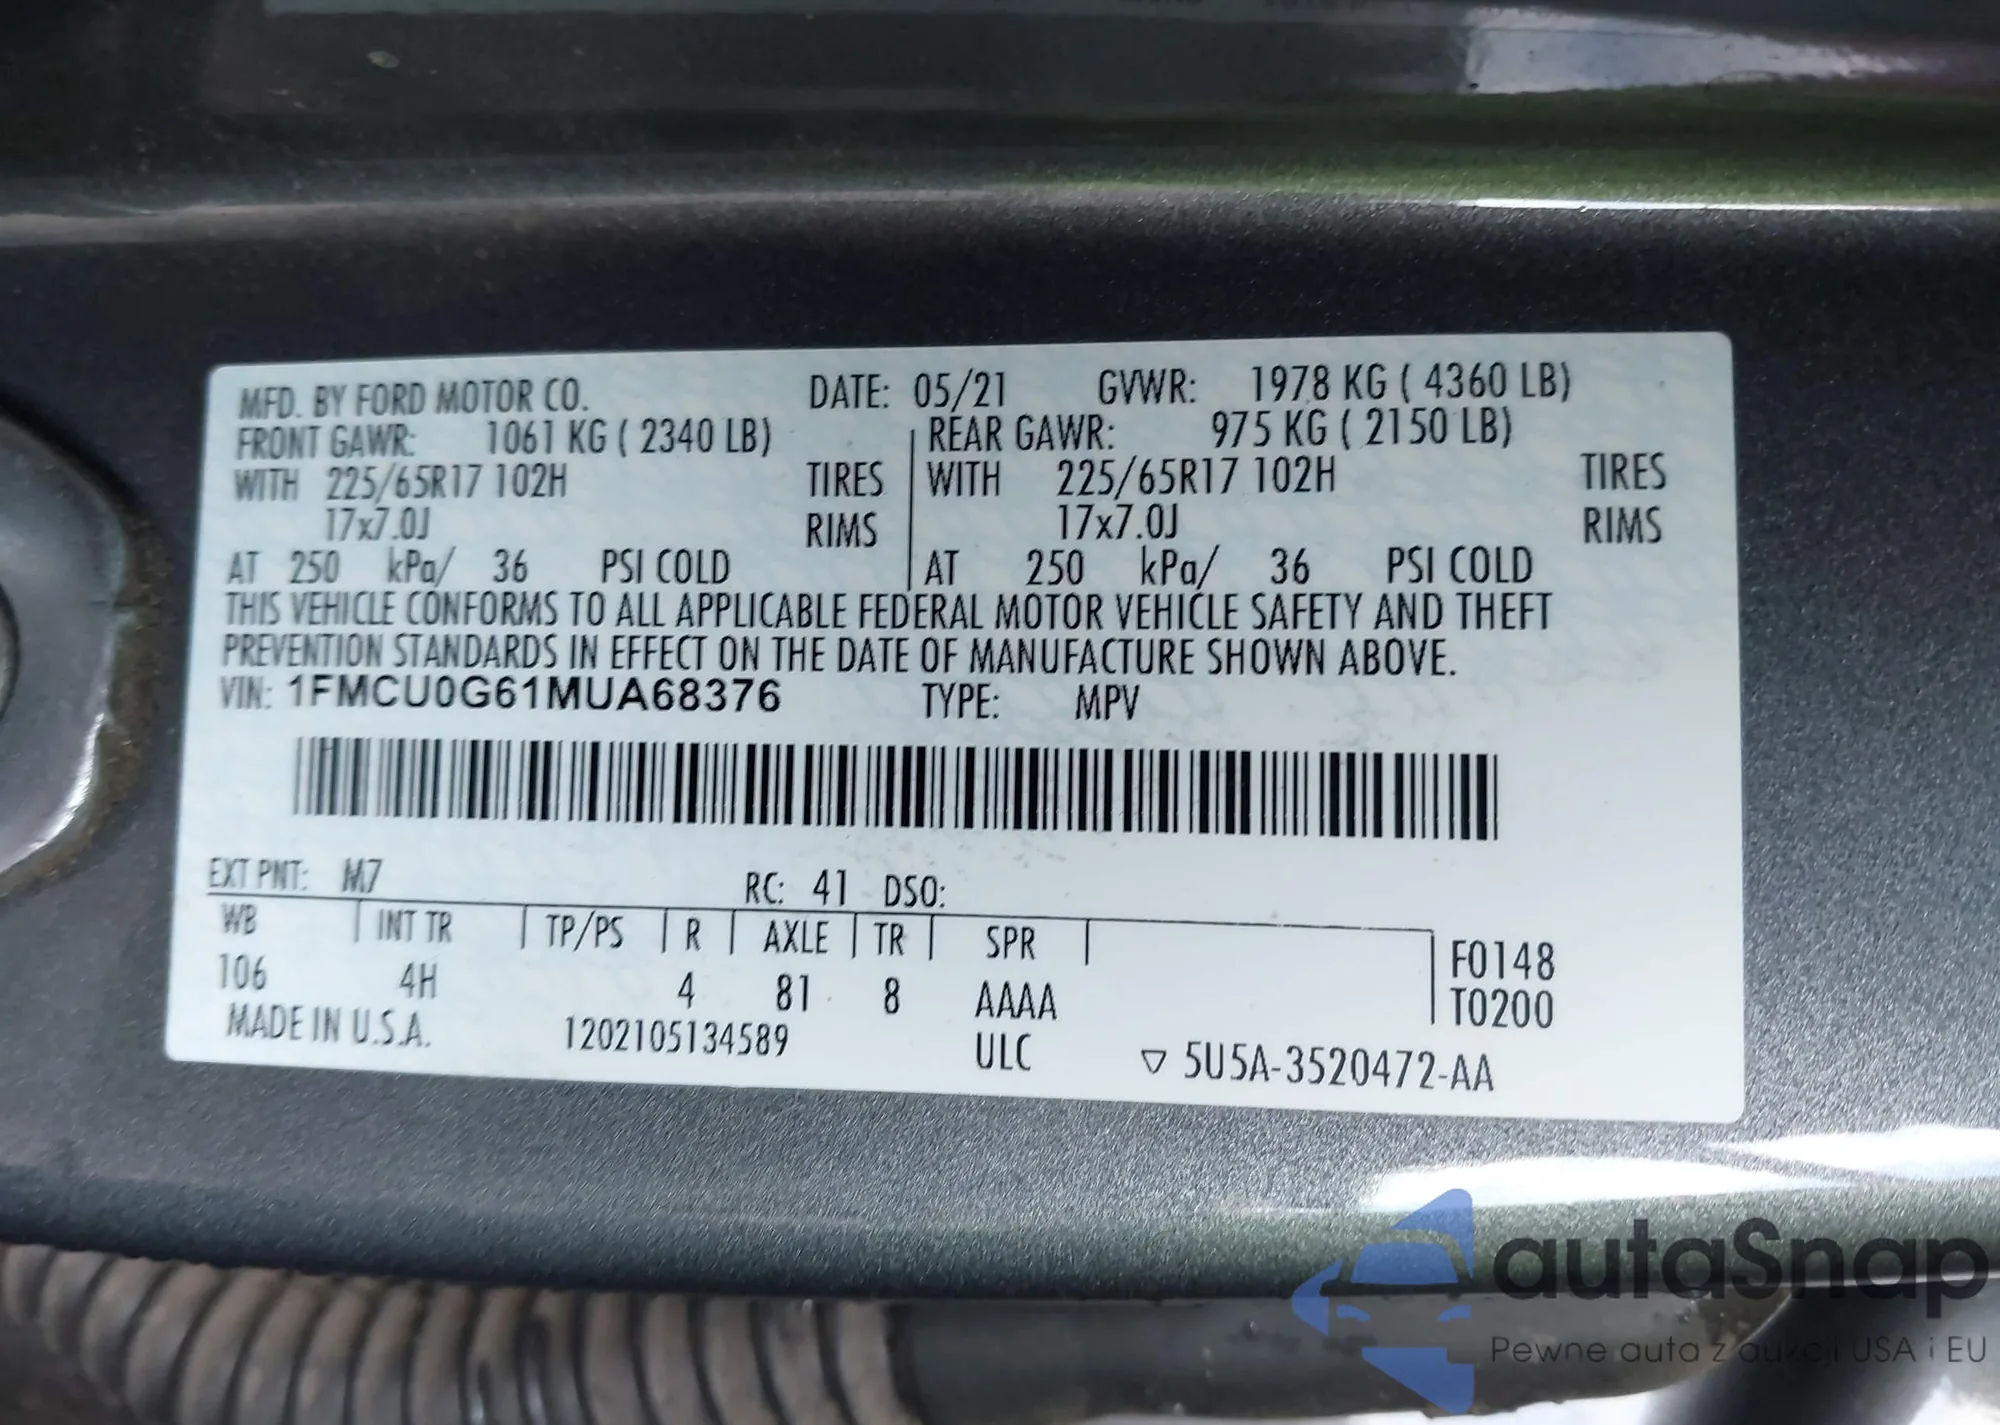 MFD. BY FORD MOTOR CO. DATE: 05/21 GVWR: 1978 KG ( 4360 LB)
FRONT GAWR: 1061 KG ( 2340 LB) REAR GAWR: 975 KG ( 2150 LB)
WITH 225/65R17 102H TIRES WITH 225/65R17 102H TIRES
17x7.0J RIMS 17x7.0J RIMS
AT 250 kPa/ 36 PSI COLD AT 250 kPa/ 36 PSI COLD
THIS VEHICLE CONFORMS TO ALL APPLICABLE FEDERAL MOTOR VEHICLE SAFETY AND THEFT
PREVENTION STANDARDS IN EFFECT ON THE DATE OF MANUFACTURE SHOWN ABOVE.
VIN: 1FMCU0G61MUA68376 TYPE: MPV
EXT PNT: M7 RC: 41 DSO:
WB INT TR TP/PS R AXLE TR SPR F0148
106 4H 4 81 8 AAAA T0200
MADE IN U.S.A. 1202105134589 ULC ▽ 5U5A-3520472-AA
autaSnap
Pewne auta z aukcji USA i EU